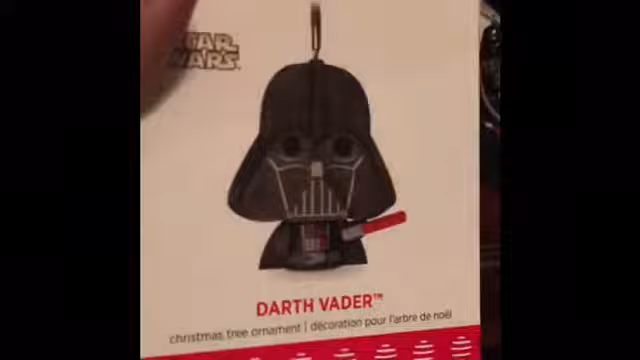 STAR
WARS
DARTH VADER™
christmas tree ornament | décoration pour l'arbre de noël